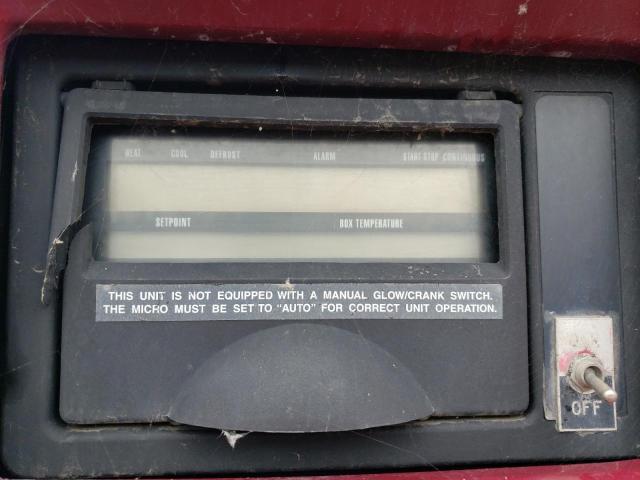 HEAT COOL DEFROST ALARM START-STOP CONTINUOUS
SETPOINT BOX TEMPERATURE
THIS UNIT IS NOT EQUIPPED WITH A MANUAL GLOW/CRANK SWITCH.
THE MICRO MUST BE SET TO "AUTO" FOR CORRECT UNIT OPERATION.
OFF